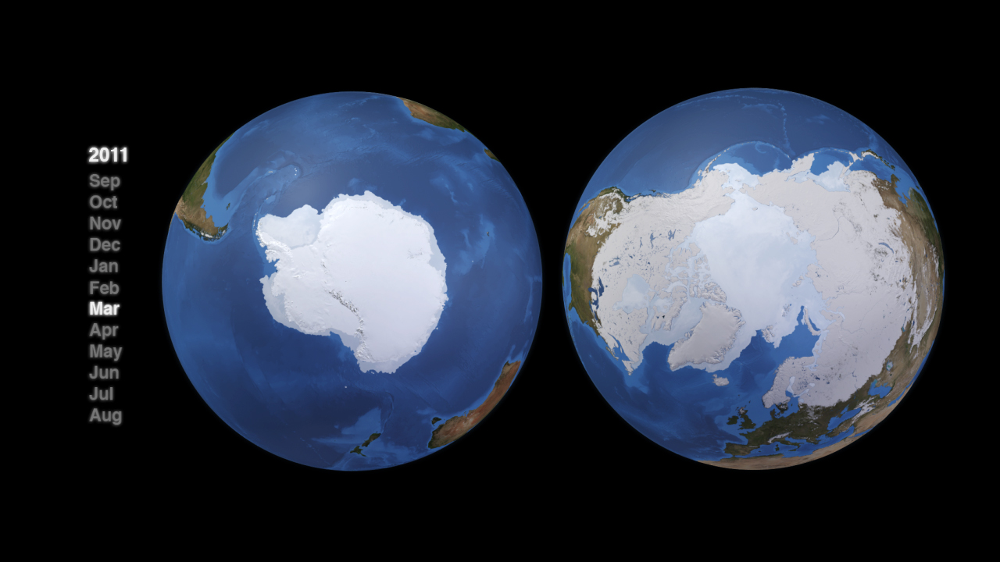 2011
Sep
Oct
Nov
Dec
Jan
Feb
Mar
Apr
May
Jun
Jul
Aug